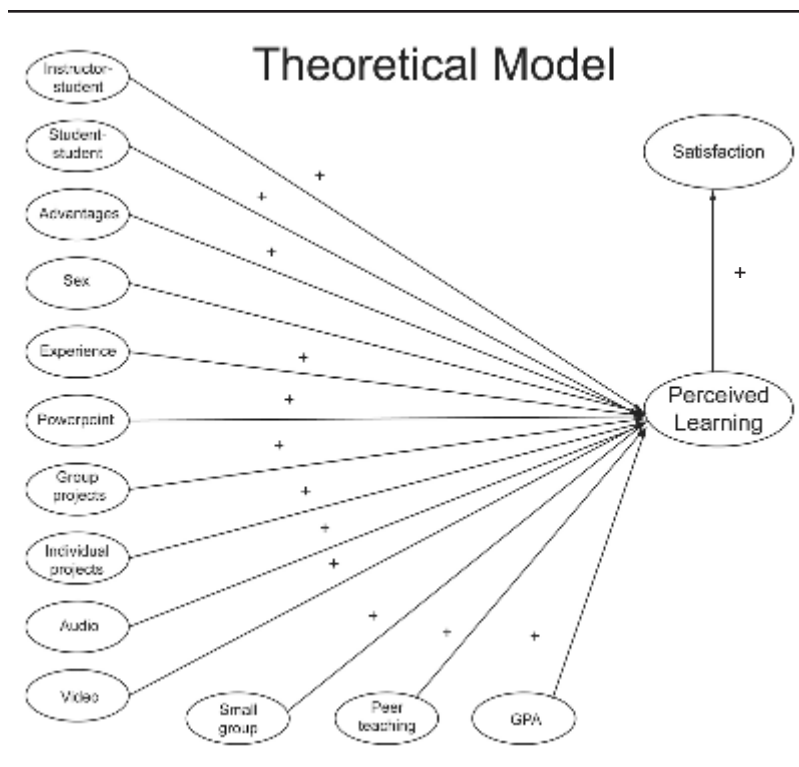 Theoretical Model
Instructor-
student
Student-
student
Advantages
Sex
Experience
Powerpoint
Group
projects
Individual
projects
Audio
Video
Small
group
Peer
teaching
GPA
Satisfaction
Perceived
Learning
+
+
+
+
+
+
+
+
+
+
+
+
+